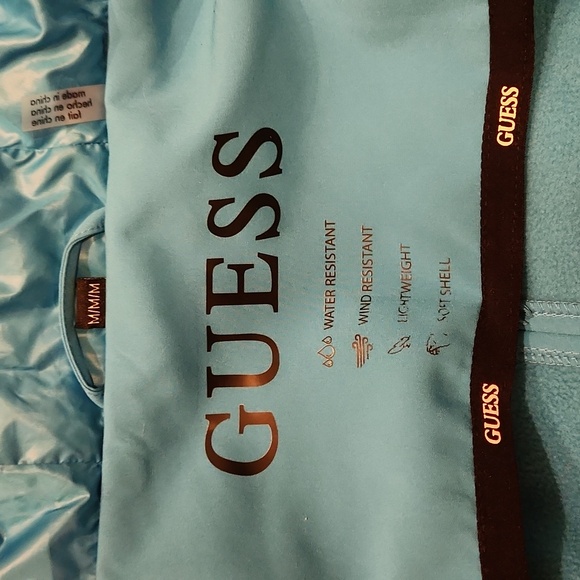 made in china
hecho en china
fait en chine
M/M/M
GUESS
WATER RESISTANT
WIND RESISTANT
LIGHTWEIGHT
SOFT SHELL
GUESS
GUESS